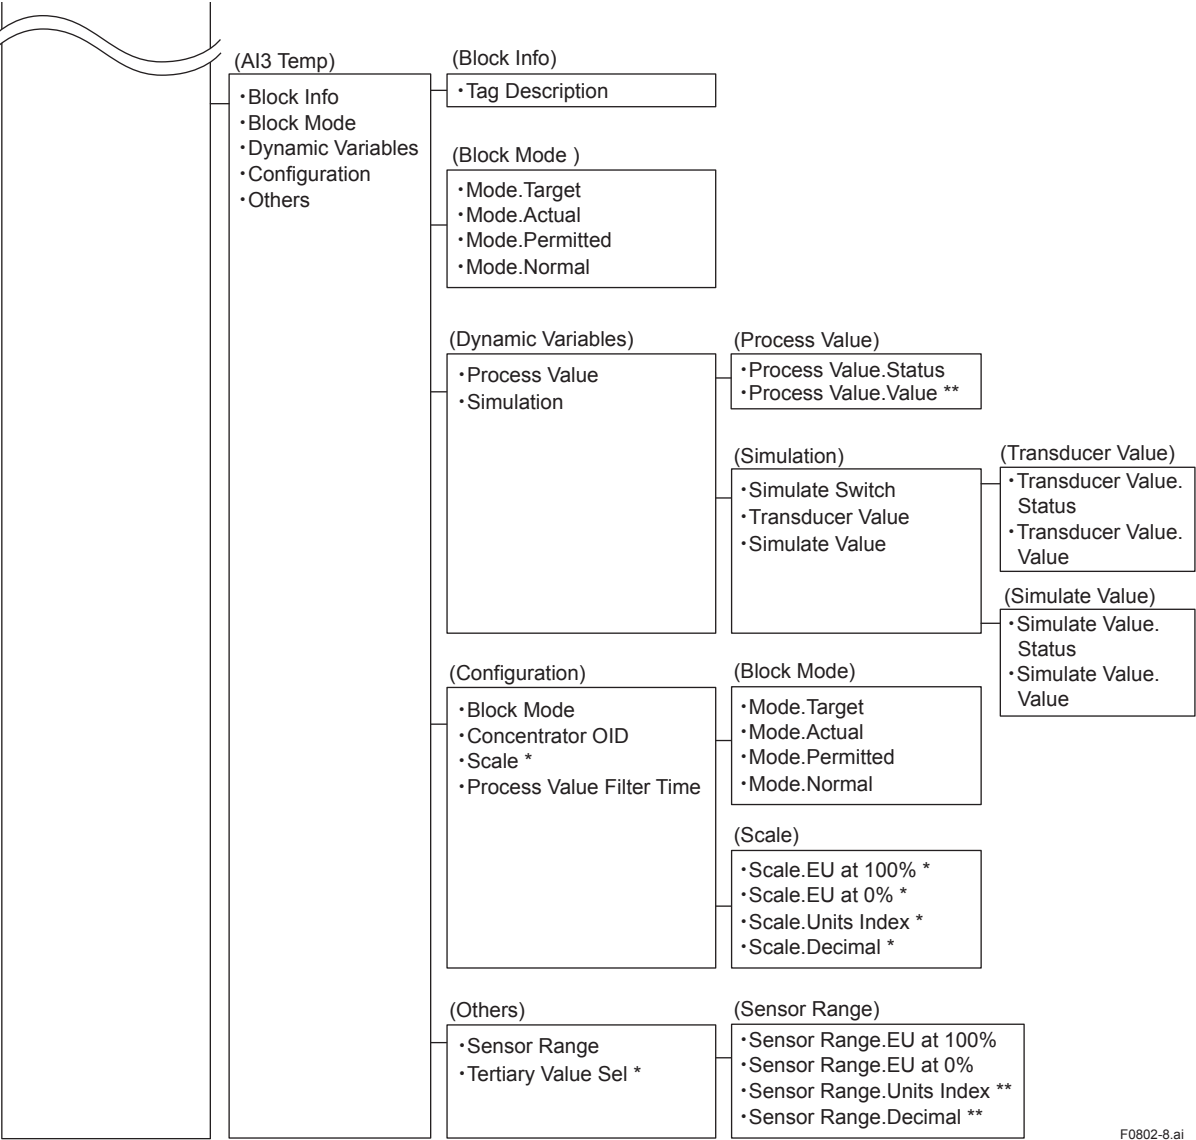 (AI3 Temp)
・Block Info
・Block Mode
・Dynamic Variables
・Configuration
・Others
(Block Info)
・Tag Description
(Block Mode )
・Mode.Target
・Mode.Actual
・Mode.Permitted
・Mode.Normal
(Dynamic Variables)
・Process Value
・Simulation
(Process Value)
・Process Value.Status
・Process Value.Value **
(Simulation)
・Simulate Switch
・Transducer Value
・Simulate Value
(Transducer Value)
・Transducer Value.
Status
・Transducer Value.
Value
(Simulate Value)
・Simulate Value.
Status
・Simulate Value.
Value
(Configuration)
・Block Mode
・Concentrator OID
・Scale *
・Process Value Filter Time
(Block Mode)
・Mode.Target
・Mode.Actual
・Mode.Permitted
・Mode.Normal
(Scale)
・Scale.EU at 100% *
・Scale.EU at 0% *
・Scale.Units Index *
・Scale.Decimal *
(Others)
・Sensor Range
・Tertiary Value Sel *
(Sensor Range)
・Sensor Range.EU at 100%
・Sensor Range.EU at 0%
・Sensor Range.Units Index **
・Sensor Range.Decimal **
F0802-8.ai